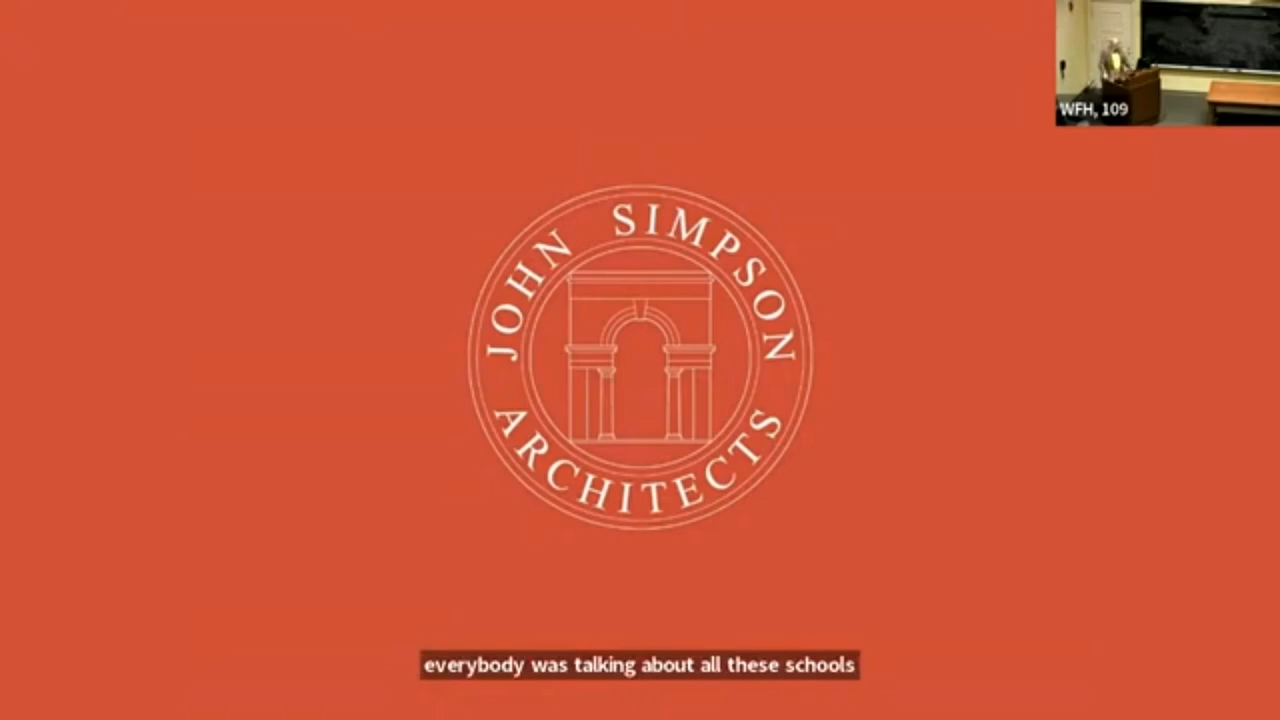 WFH, 109
JOHN SIMPSON
ARCHITECTS
everybody was talking about all these schools